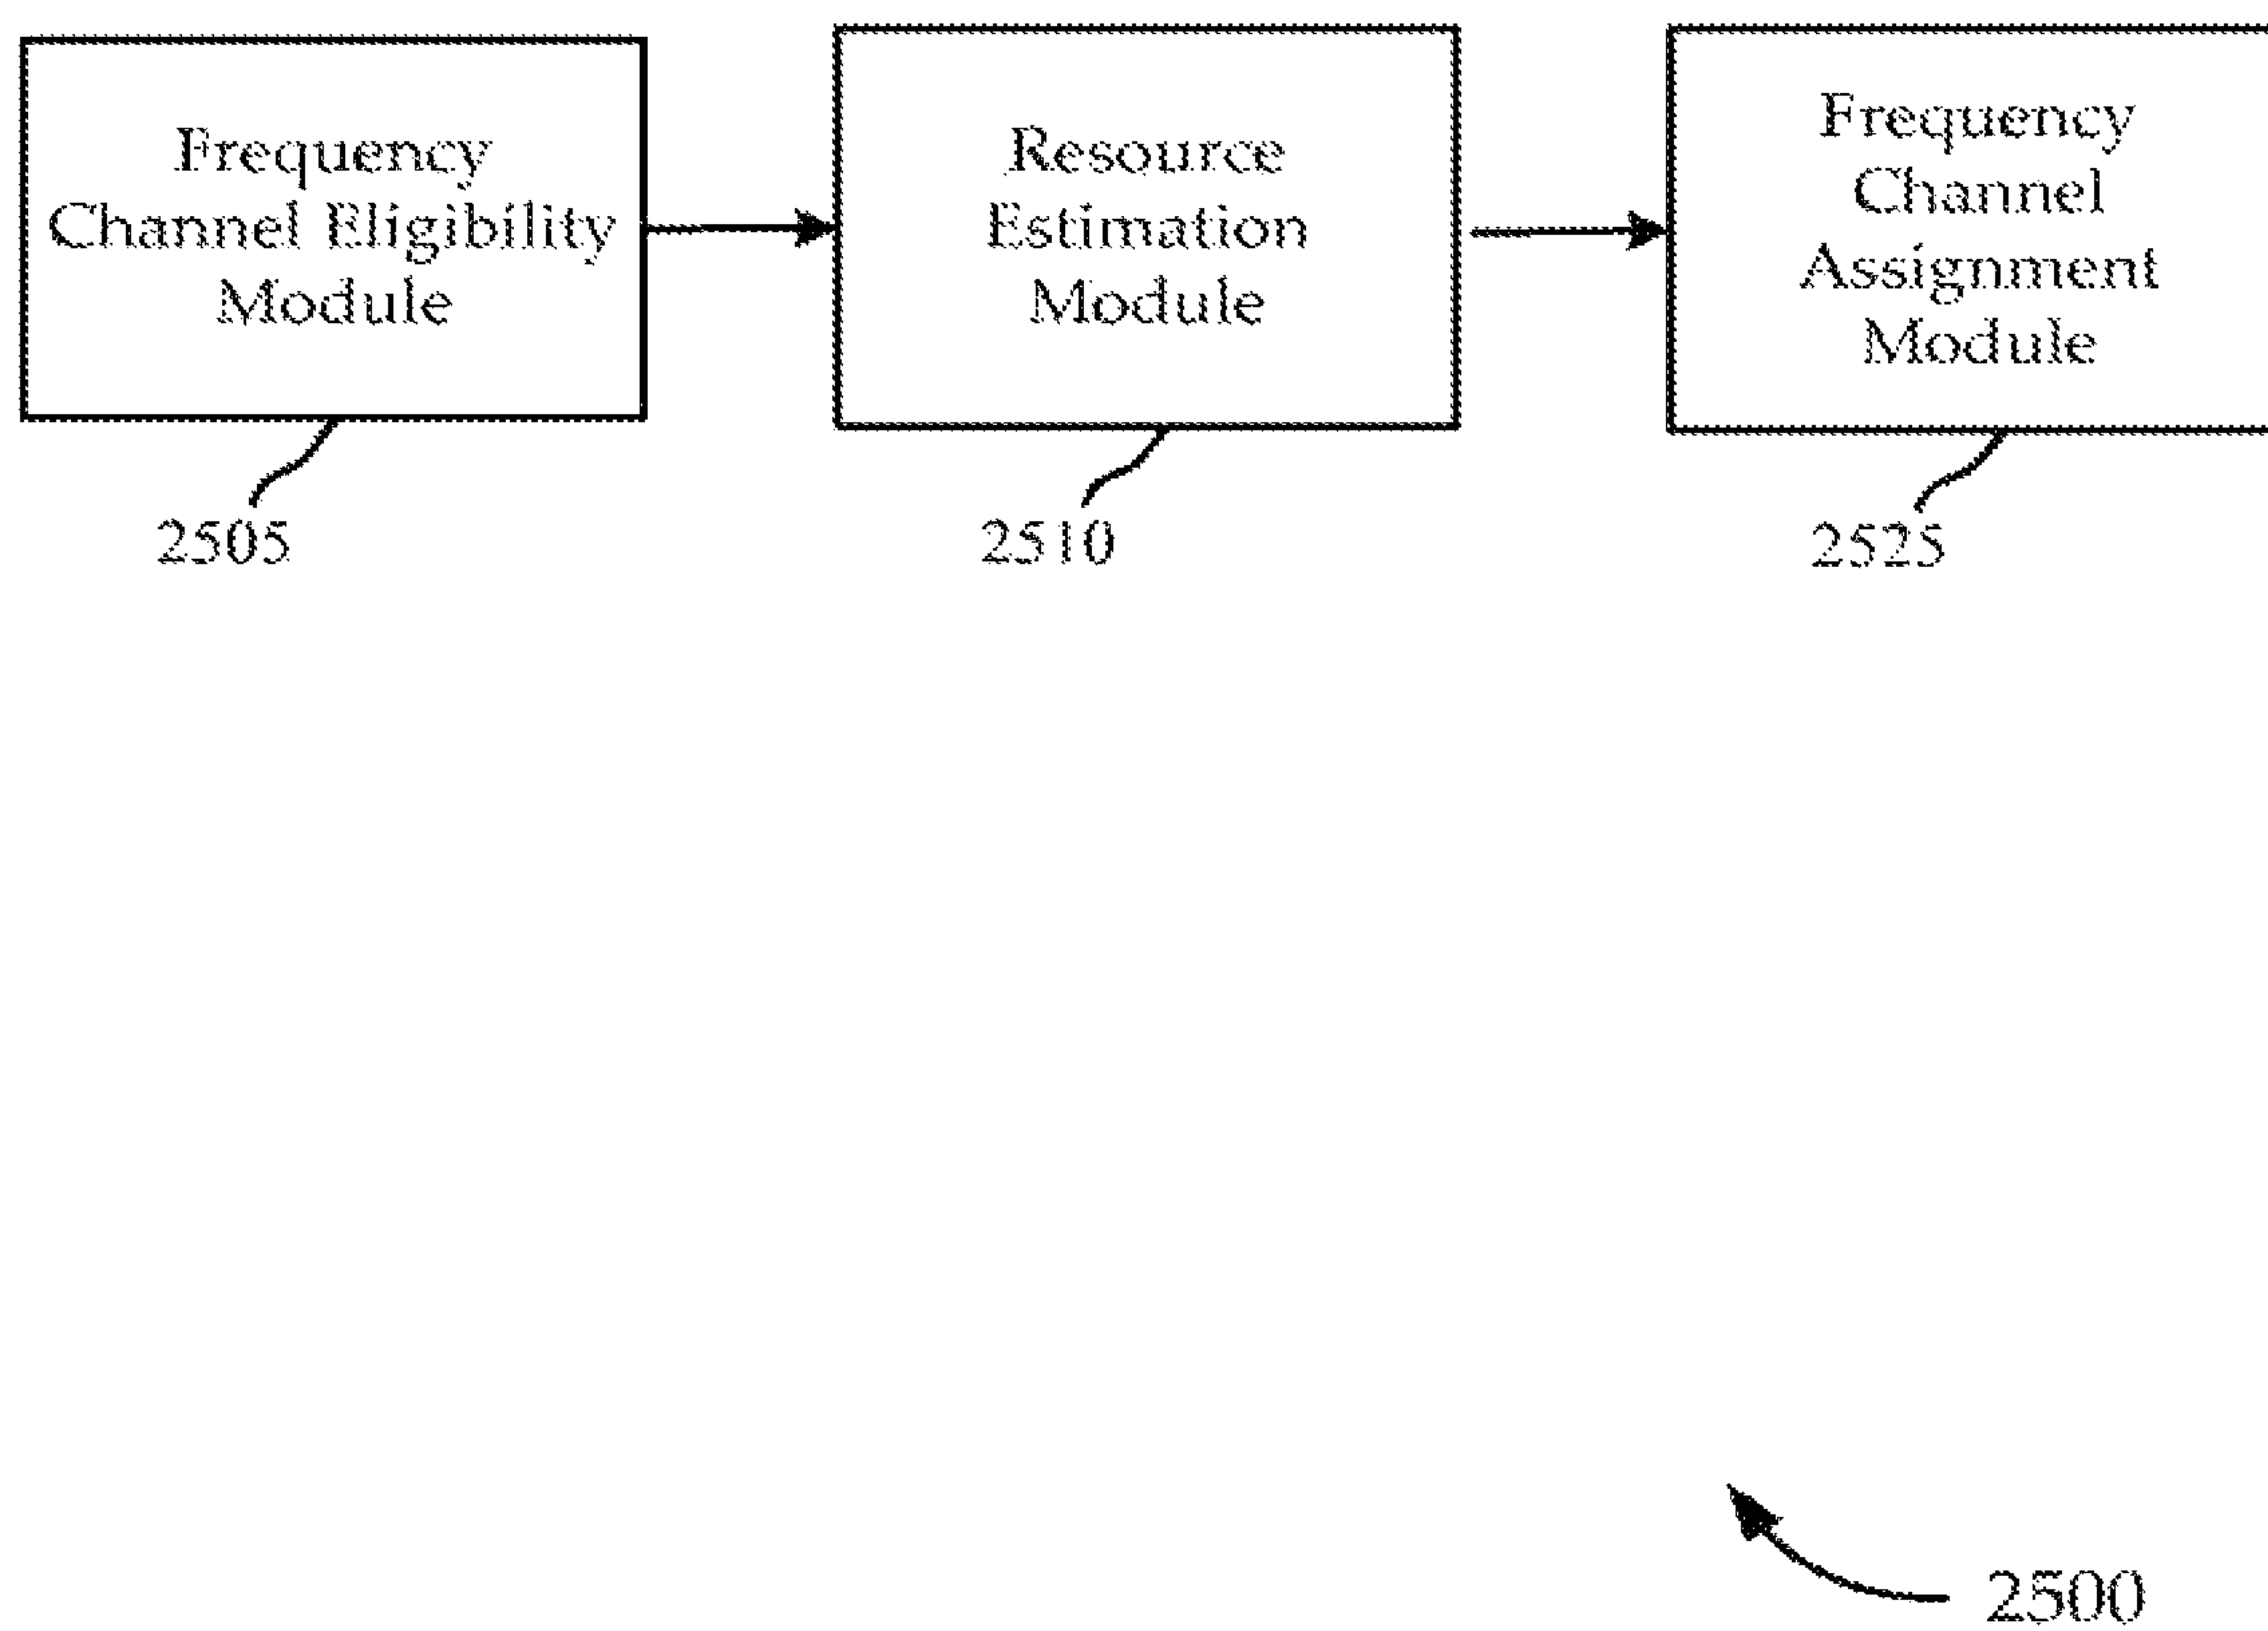 Frequency
Channel Eligibility
Module
Resource
Estimation
Module
Frequency
Channel
Assignment
Module
2505
2510
2525
2500